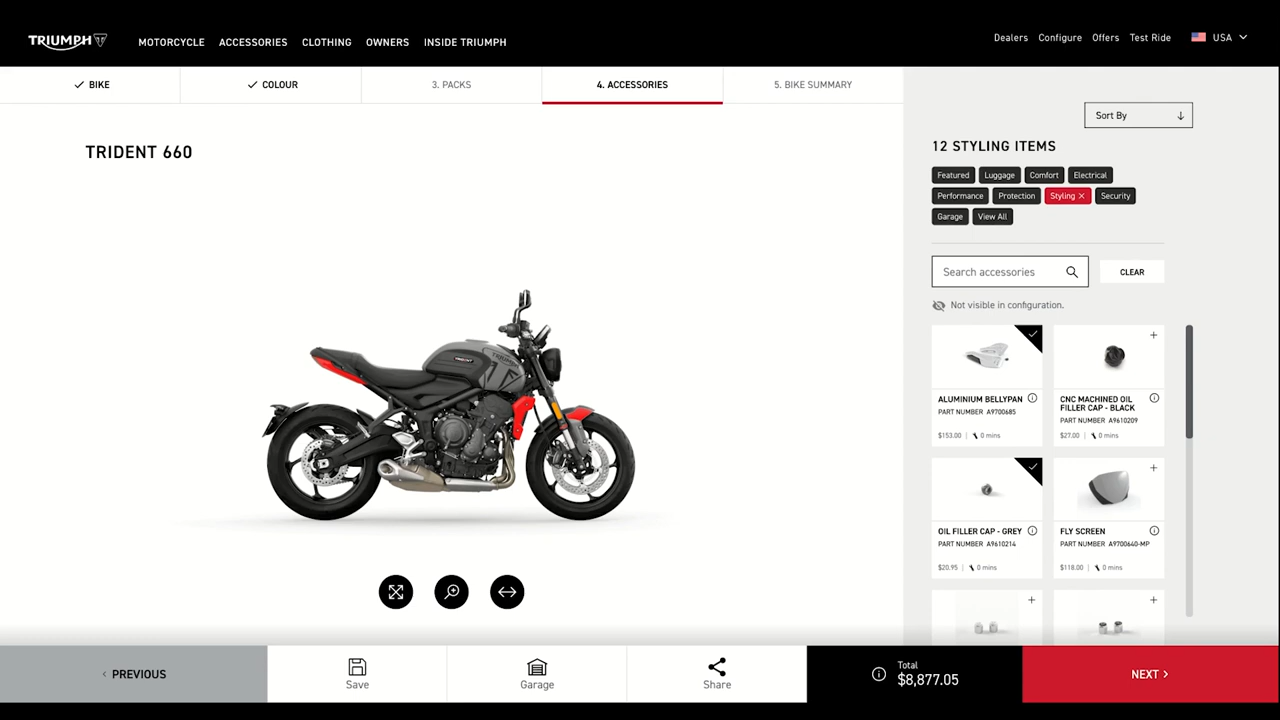 TRIUMPH
MOTORCYCLE ACCESSORIES CLOTHING OWNERS INSIDE TRIUMPH
Dealers Configure Offers Test Ride USA
BIKE
COLOUR
3. PACKS
4. ACCESSORIES
5. BIKE SUMMARY
TRIDENT 660
TRIDENT
TRIUMPH
Sort By
12 STYLING ITEMS
Featured Luggage Comfort Electrical
Performance Protection Styling Security
Garage View All
Search accessories
CLEAR
Not visible in configuration.
ALUMINIUM BELLYPAN
PART NUMBER A9700685
$153.00 | 0 mins
CNC MACHINED OIL
FILLER CAP - BLACK
PART NUMBER A9610209
$27.00 | 0 mins
OIL FILLER CAP - GREY
PART NUMBER A9610214
$20.95 | 0 mins
FLY SCREEN
PART NUMBER A9700640-MP
$118.00 | 0 mins
PREVIOUS
Save
Garage
Share
Total
$8,877.05
NEXT